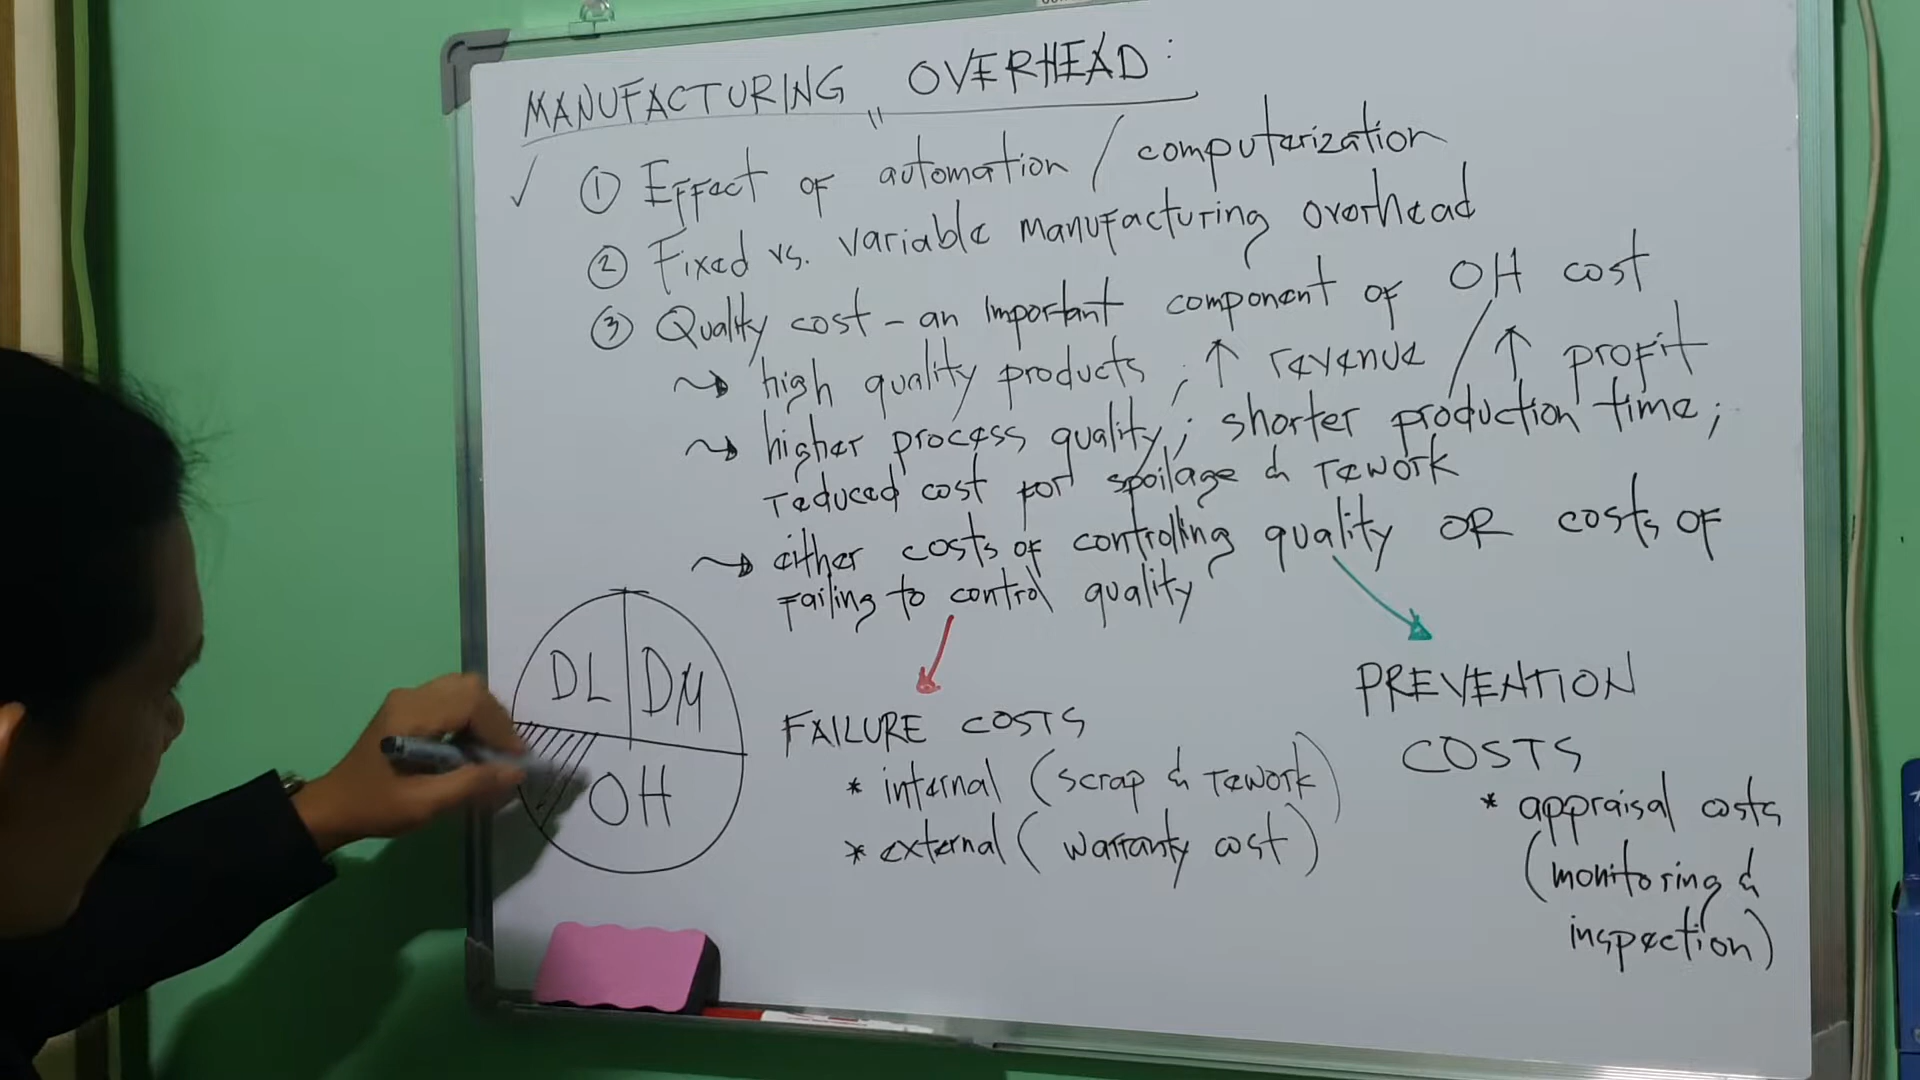 MANUFACTURING OVERHEAD:
✓ ① Effect of automation / computerization
② Fixed vs. variable manufacturing overhead
③ Quality cost - an important component of OH cost
high quality products ; ↑ revenue / ↑ profit
higher process quality ; shorter production time ;
reduced cost for spoilage & rework
either costs of controlling quality OR costs of
failing to control quality
DL DM
OH
FAILURE COSTS
* internal (scrap & rework)
* external (warranty cost)
PREVENTION
COSTS
* appraisal costs
(monitoring &
inspection)